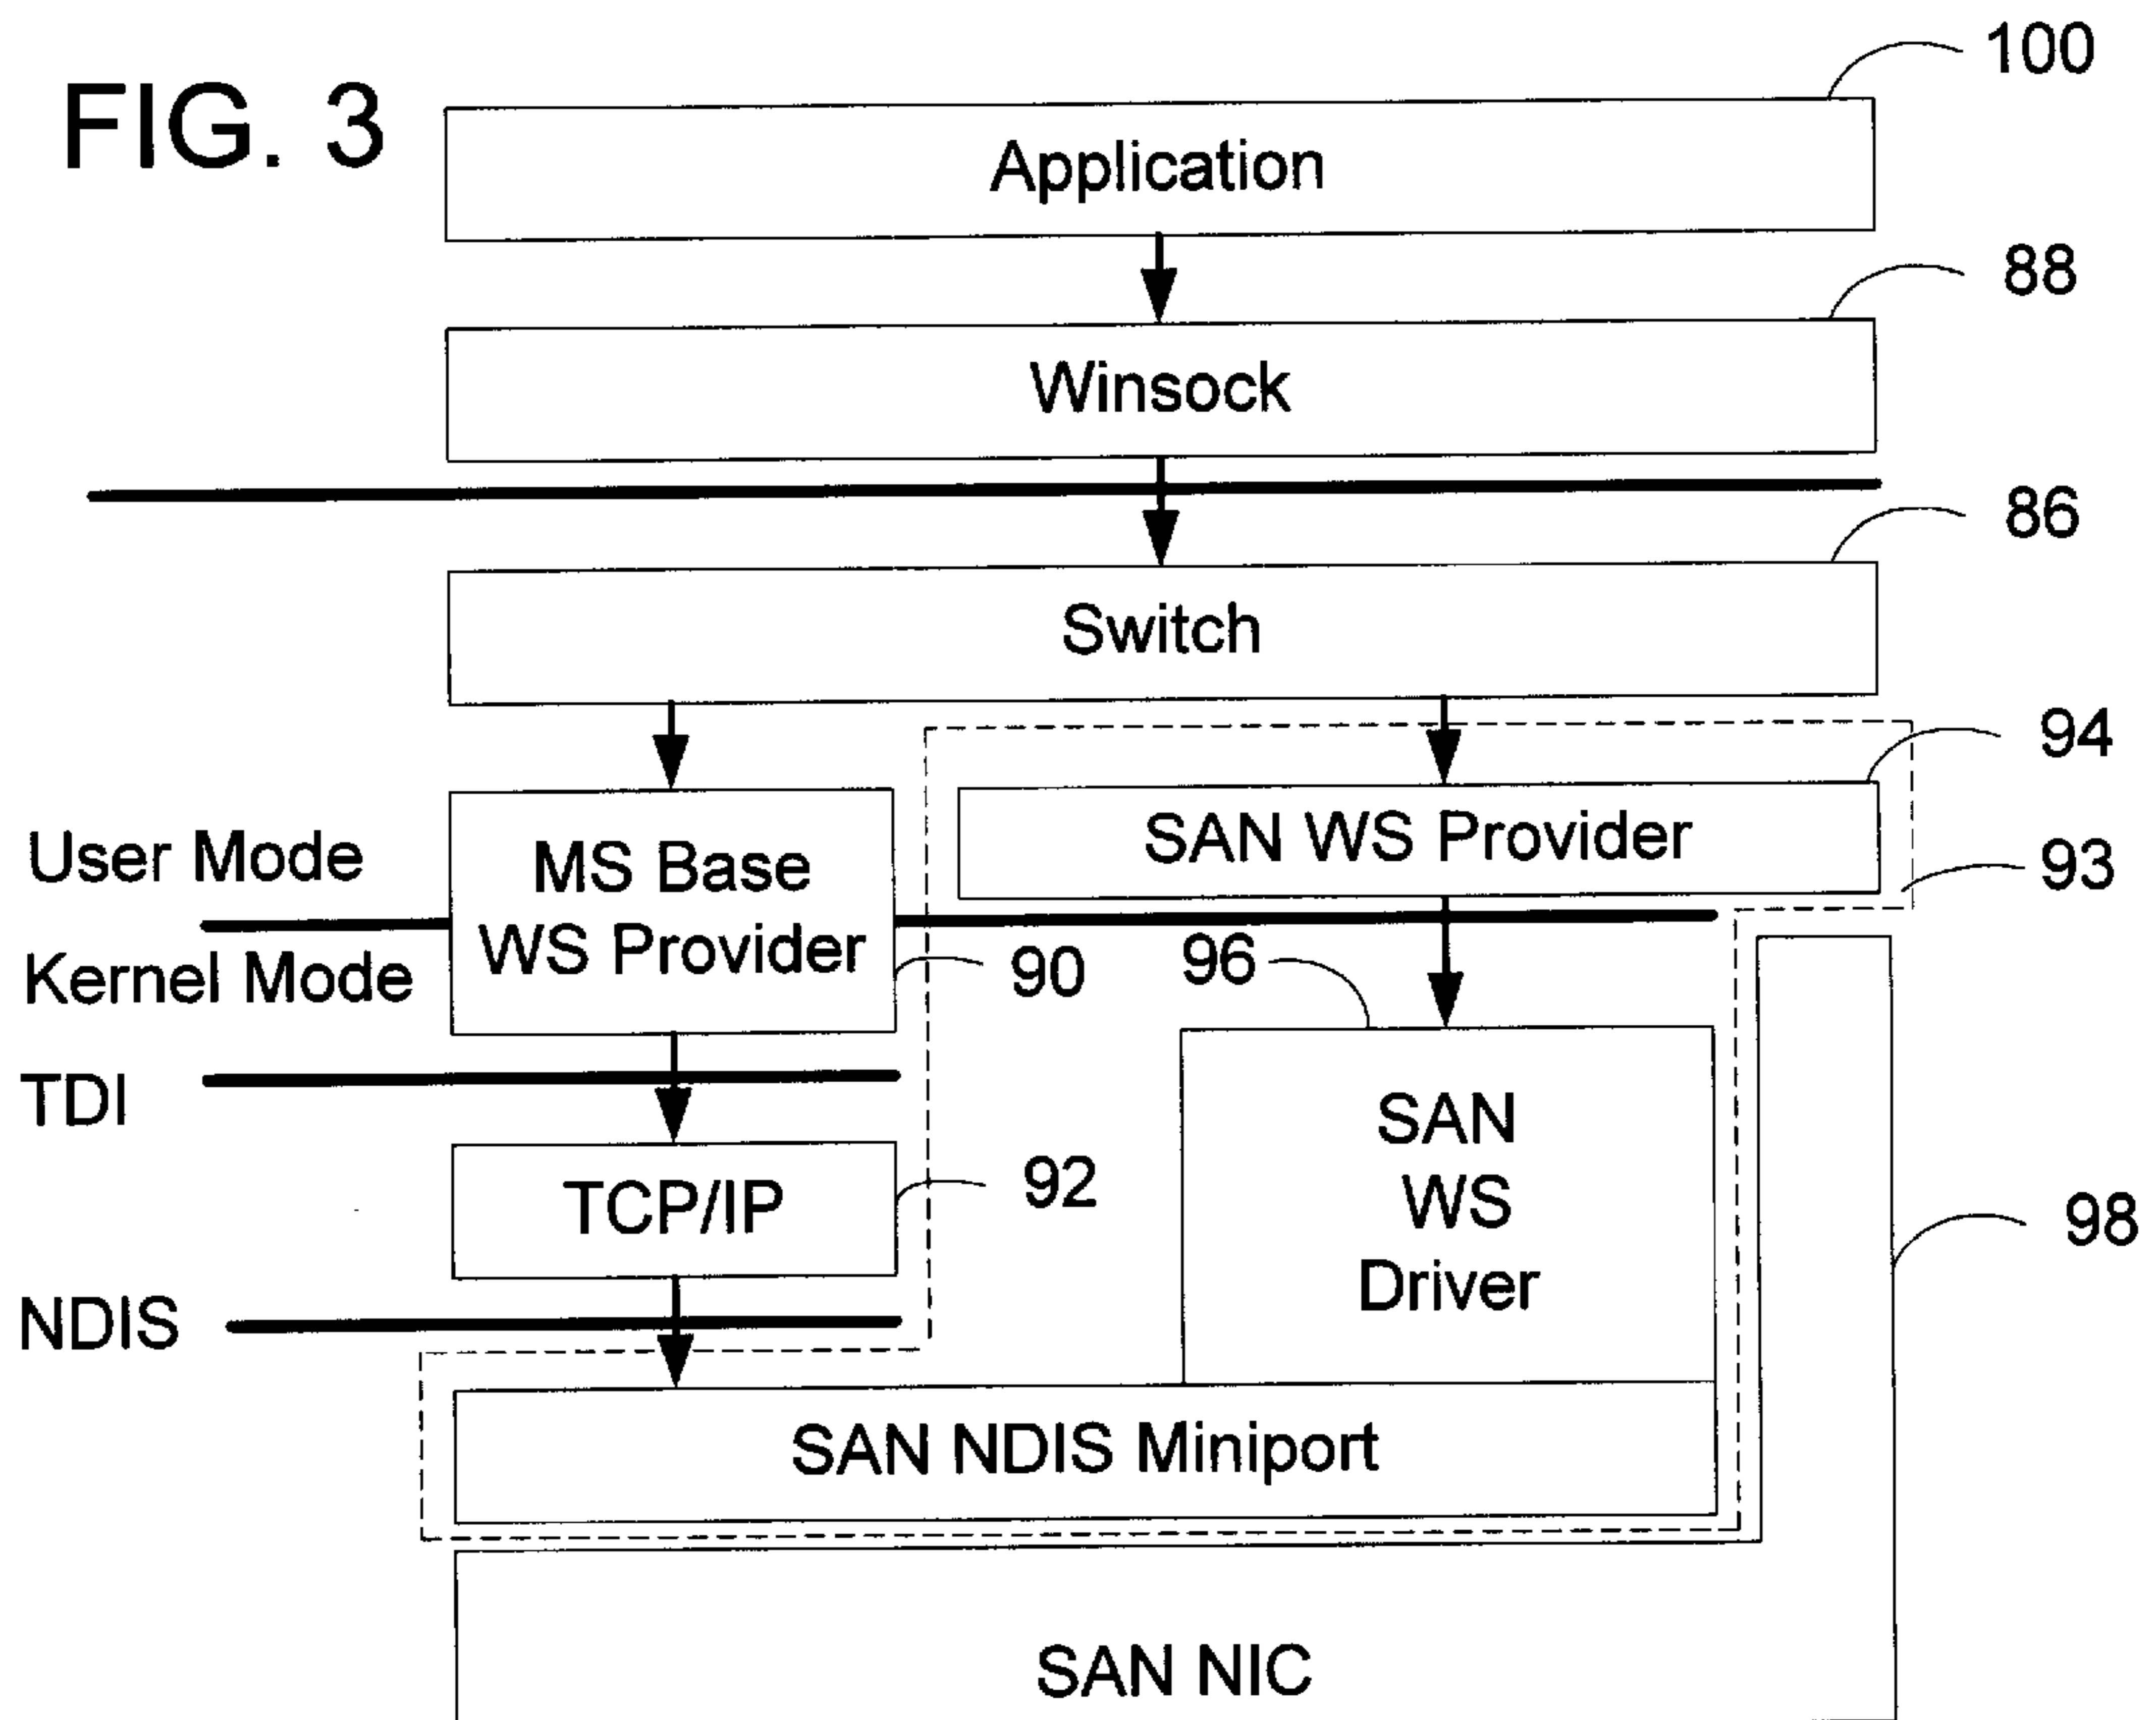 FIG. 3
100
Application
88
Winsock
86
Switch
94
SAN WS Provider
93
User Mode
MS Base
WS Provider
Kernel Mode
90
96
TDI
SAN
WS
Driver
TCP/IP
92
98
NDIS
SAN NDIS Miniport
SAN NIC